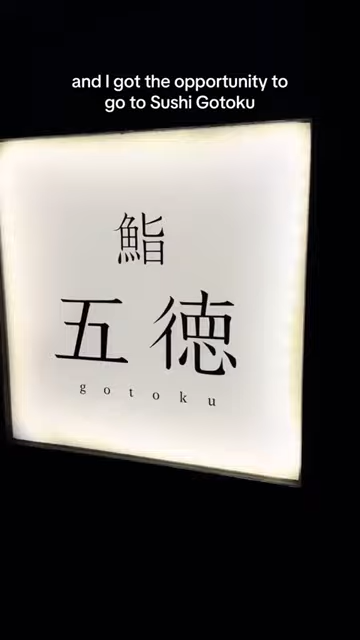 and I got the opportunity to
go to Sushi Gotoku
鮨
五徳
gotoku